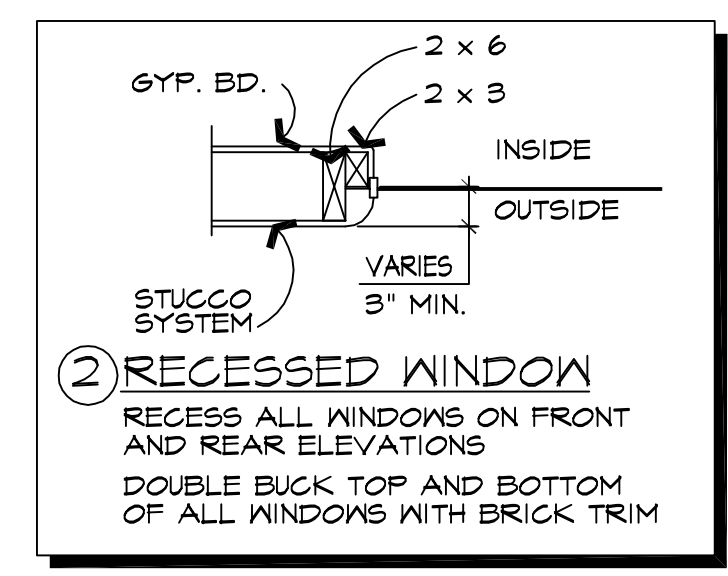 2 x 6
GYP. BD.
2 x 3
INSIDE
OUTSIDE
VARIES
3" MIN.
STUCCO
SYSTEM
2 RECESSED WINDOW
RECESS ALL WINDOWS ON FRONT
AND REAR ELEVATIONS
DOUBLE BUCK TOP AND BOTTOM
OF ALL WINDOWS WITH BRICK TRIM